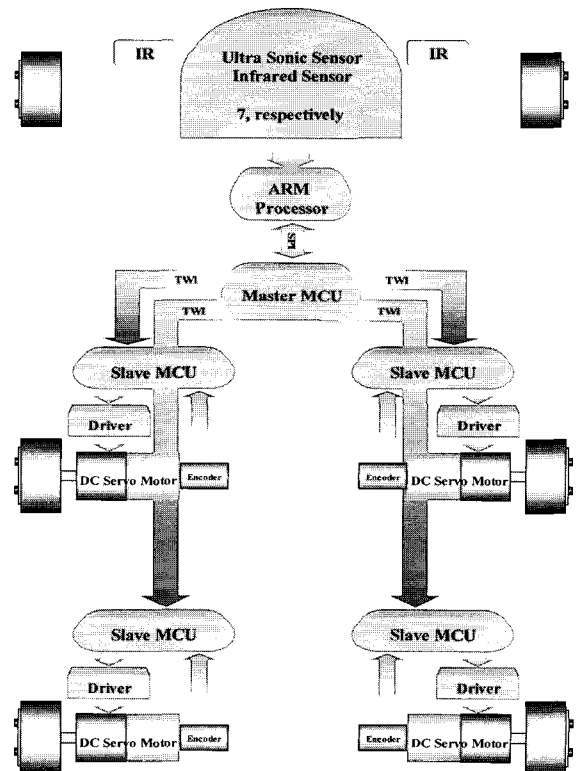 IR
Ultra Sonic Sensor
Infrared Sensor
7, respectively
IR
ARM
Processor
SPI
Master MCU
TWI
TWI
TWI
TWI
Slave MCU
Slave MCU
Driver
Driver
DC Servo Motor
Encoder
Encoder
DC Servo Motor
Slave MCU
Slave MCU
Driver
Driver
DC Servo Motor
Encoder
Encoder
DC Servo Motor